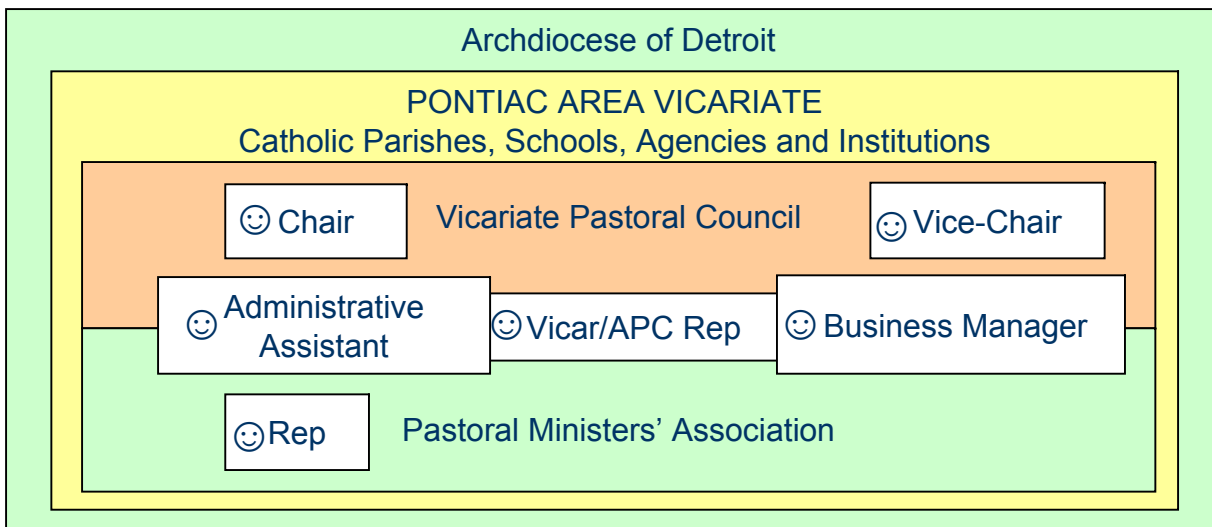 Archdiocese of Detroit
PONTIAC AREA VICARIATE
Catholic Parishes, Schools, Agencies and Institutions
☺ Chair
Vicariate Pastoral Council
☺ Vice-Chair
☺ Administrative
Assistant
☺ Vicar/APC Rep
☺ Business Manager
☺ Rep
Pastoral Ministers’ Association